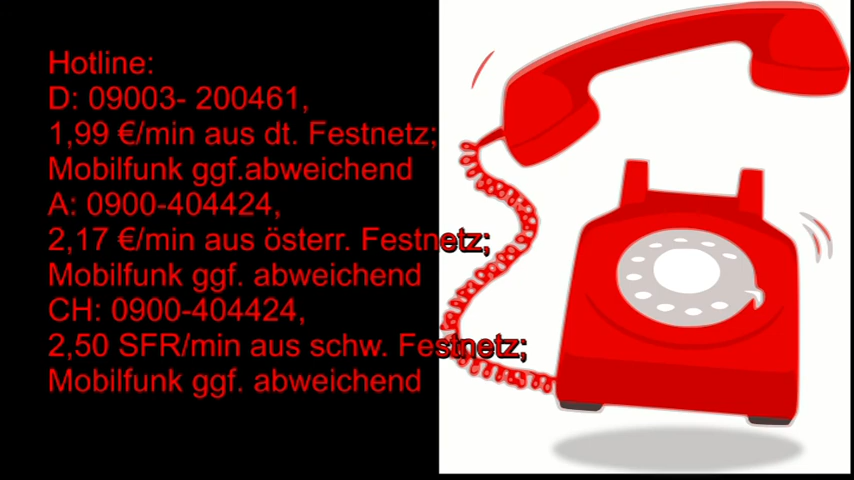 Hotline:
D: 09003- 200461,
1,99 €/min aus dt. Festnetz;
Mobilfunk ggf.abweichend
A: 0900-404424,
2,17 €/min aus österr. Festnetz;
Mobilfunk ggf. abweichend
CH: 0900-404424,
2,50 SFR/min aus schw. Festnetz;
Mobilfunk ggf. abweichend